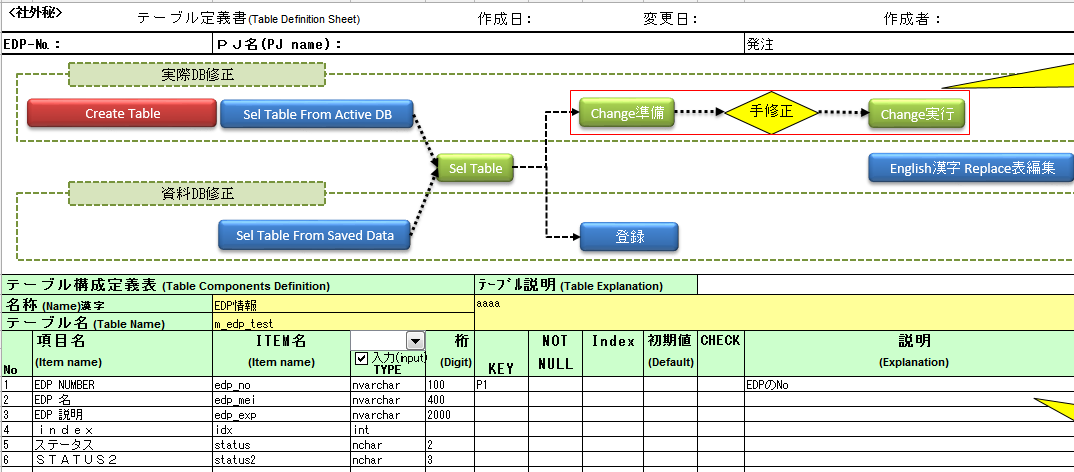 <社外秘>
テーブル定義書(Table Definition Sheet) 作成日： 変更日： 作成者：
EDP-No.： ＰＪ名(PJ name)： 発注
実際DB修正
Create Table Sel Table From Active DB Change準備 手修正 Change実行
Sel Table English漢字 Replace表編集
資料DB修正
Sel Table From Saved Data 登録
テーブル構成定義表 (Table Components Definition) ﾃｰﾌﾞﾙ説明 (Table Explanation)
名称 (Name)漢字 EDP情報 aaaa
テーブル名 (Table Name) m_edp_test
No 項目名 (Item name) ITEM名 (Item name) 入力(input) TYPE 桁 (Digit) KEY NOT NULL Index 初期値 (Default) CHECK 説明 (Explanation)
1 EDP NUMBER edp_no nvarchar 100 P1 EDPのNo
2 EDP 名 edp_mei nvarchar 400
3 EDP 説明 edp_exp nvarchar 2000
4 ｉｎｄｅｘ idx int
5 ステータス status nchar 2
6 ＳＴＡＴＵＳ２ status2 nchar 3